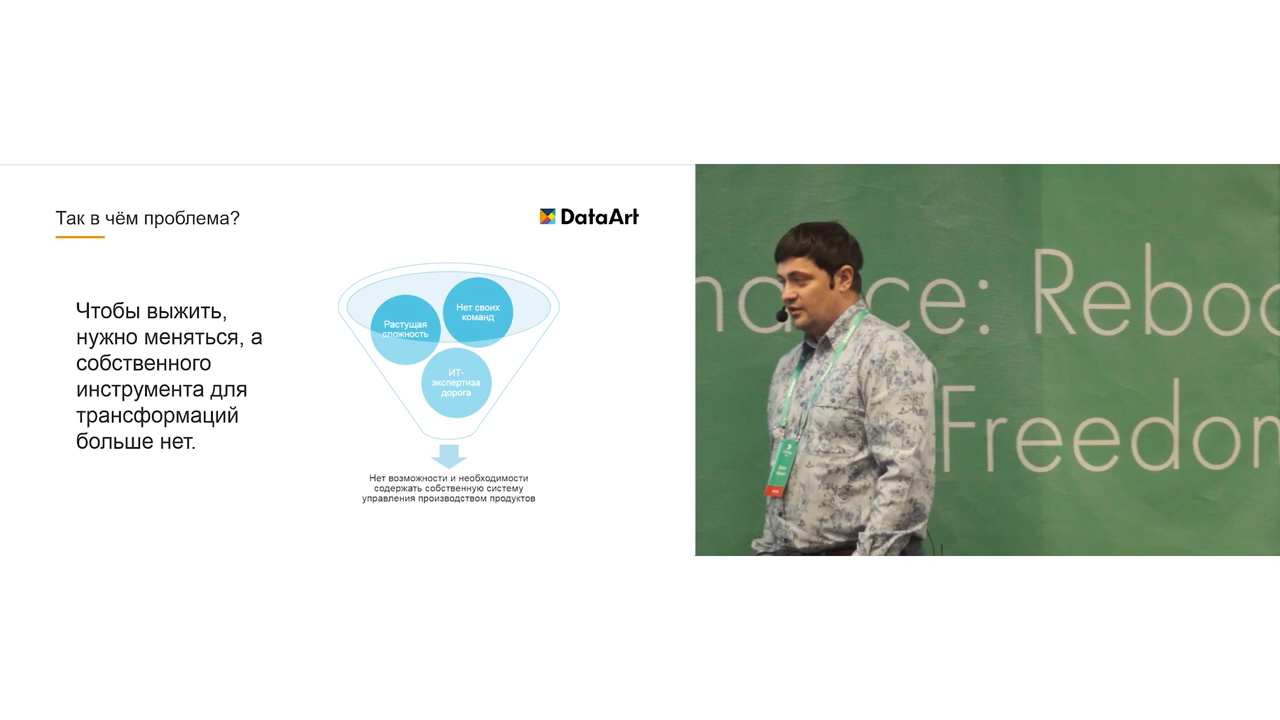 Так в чём проблема?
DataArt
Чтобы выжить,
нужно меняться, а
собственного
инструмента для
трансформаций
больше нет.
Нет своих
команд
Растущая
сложность
ИТ-
экспертиза
дорога
Нет возможности и необходимости
содержать собственную систему
управления производством продуктов
ce: Reboo
Freedom